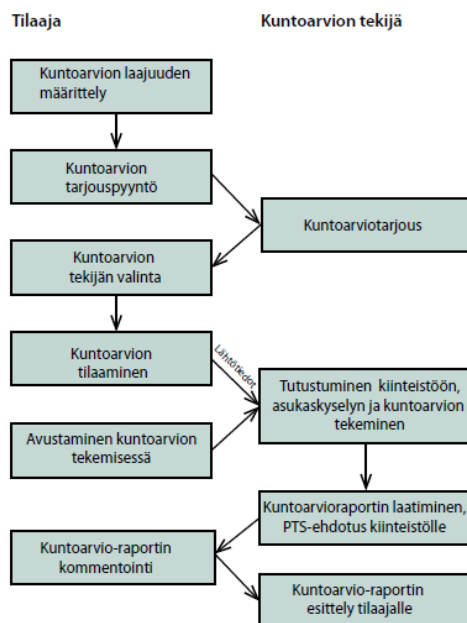 Tilaaja
Kuntoarvion tekijä
Kuntoarvion laajuuden
määrittely
Kuntoarvion
tarjouspyyntö
Kuntoarviotarjous
Kuntoarvion
tekijän valinta
Kuntoarvion
tilaaminen
Lähtötiedot
Tutustuminen kiinteistöön,
asukaskyselyn ja kuntoarvion
tekeminen
Avustaminen kuntoarvion
tekemisessä
Kuntoarvioraportin laatiminen,
PTS-ehdotus kiinteistölle
Kuntoarvio-raportin
kommentointi
Kuntoarvio-raportin
esittely tilaajalle